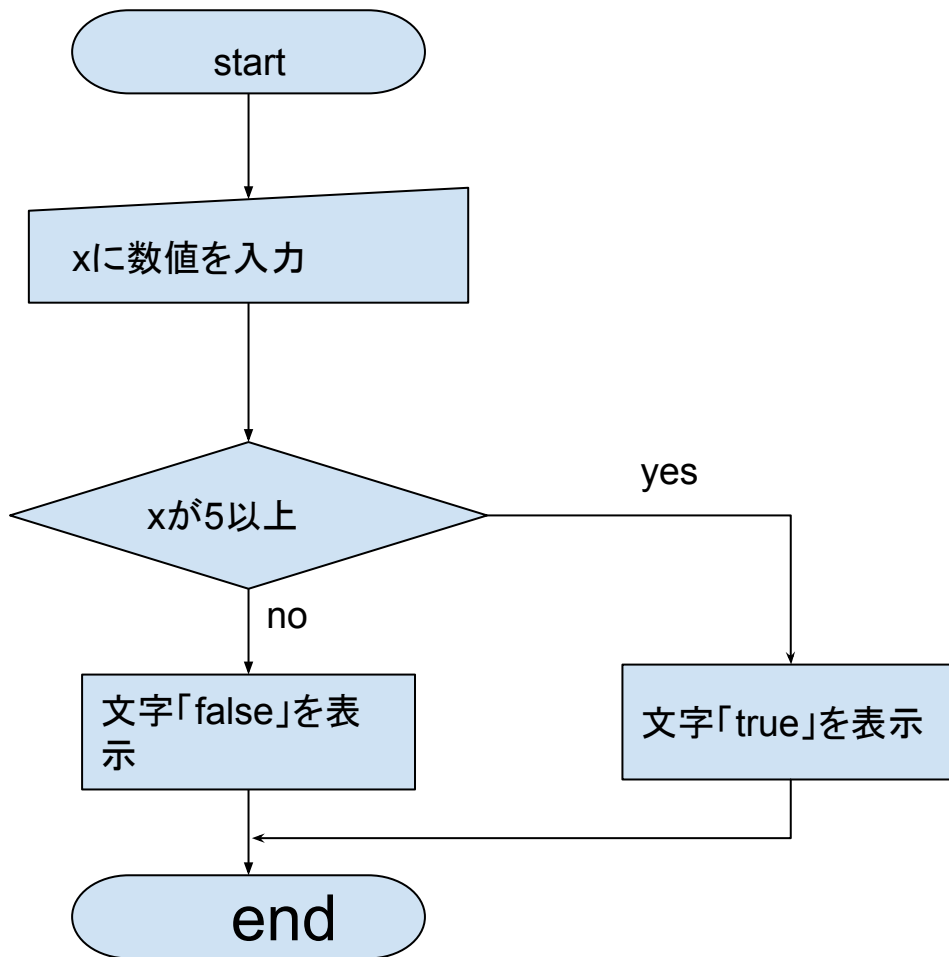 start
xに数値を入力
xが5以上
yes
no
文字「false」を表
示
文字「true」を表示
end